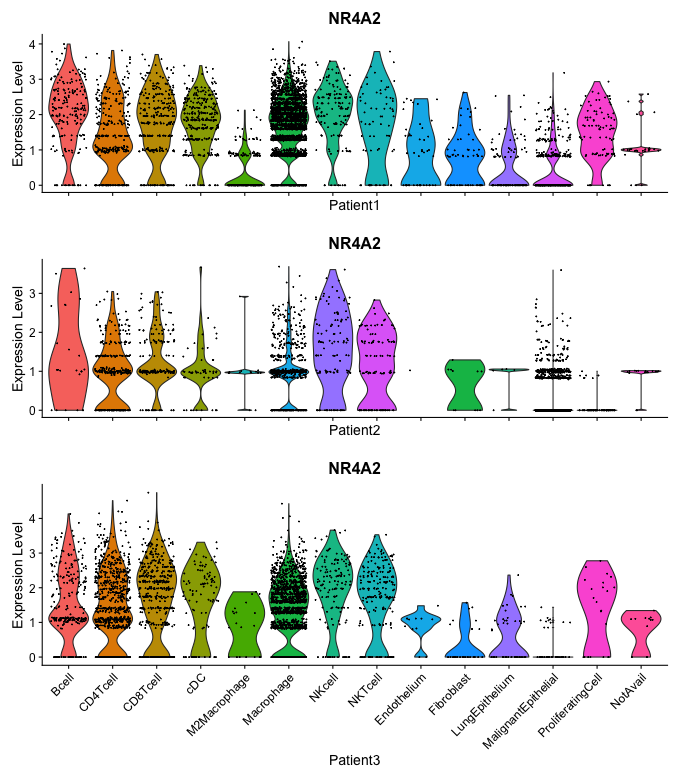 NR4A2
Expression Level
4
3
2
1
0
Patient1
NR4A2
Expression Level
3
2
1
0
Patient2
NR4A2
Expression Level
4
3
2
1
0
Bcell
CD4Tcell
CD8Tcell
cDC
M2Macrophage
Macrophage
NKcell
NKTcell
Endothelium
Fibroblast
LungEpithelium
MalignantEpithelial
ProliferatingCell
NotAvail
Patient3